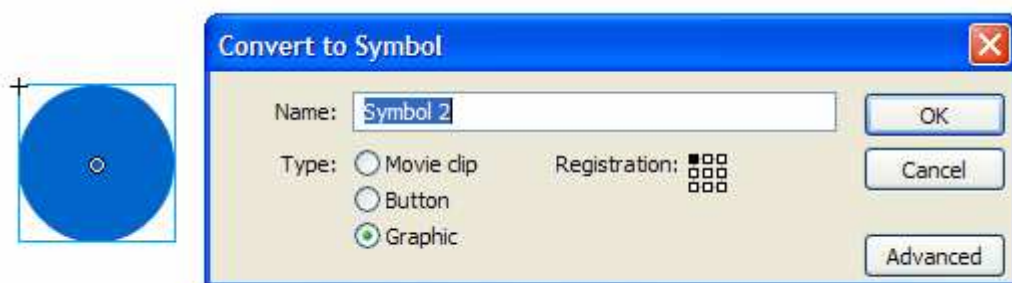 Convert to Symbol
Name: Symbol 2 OK
Type: Movie clip Registration: Cancel
Button
Graphic
Advanced